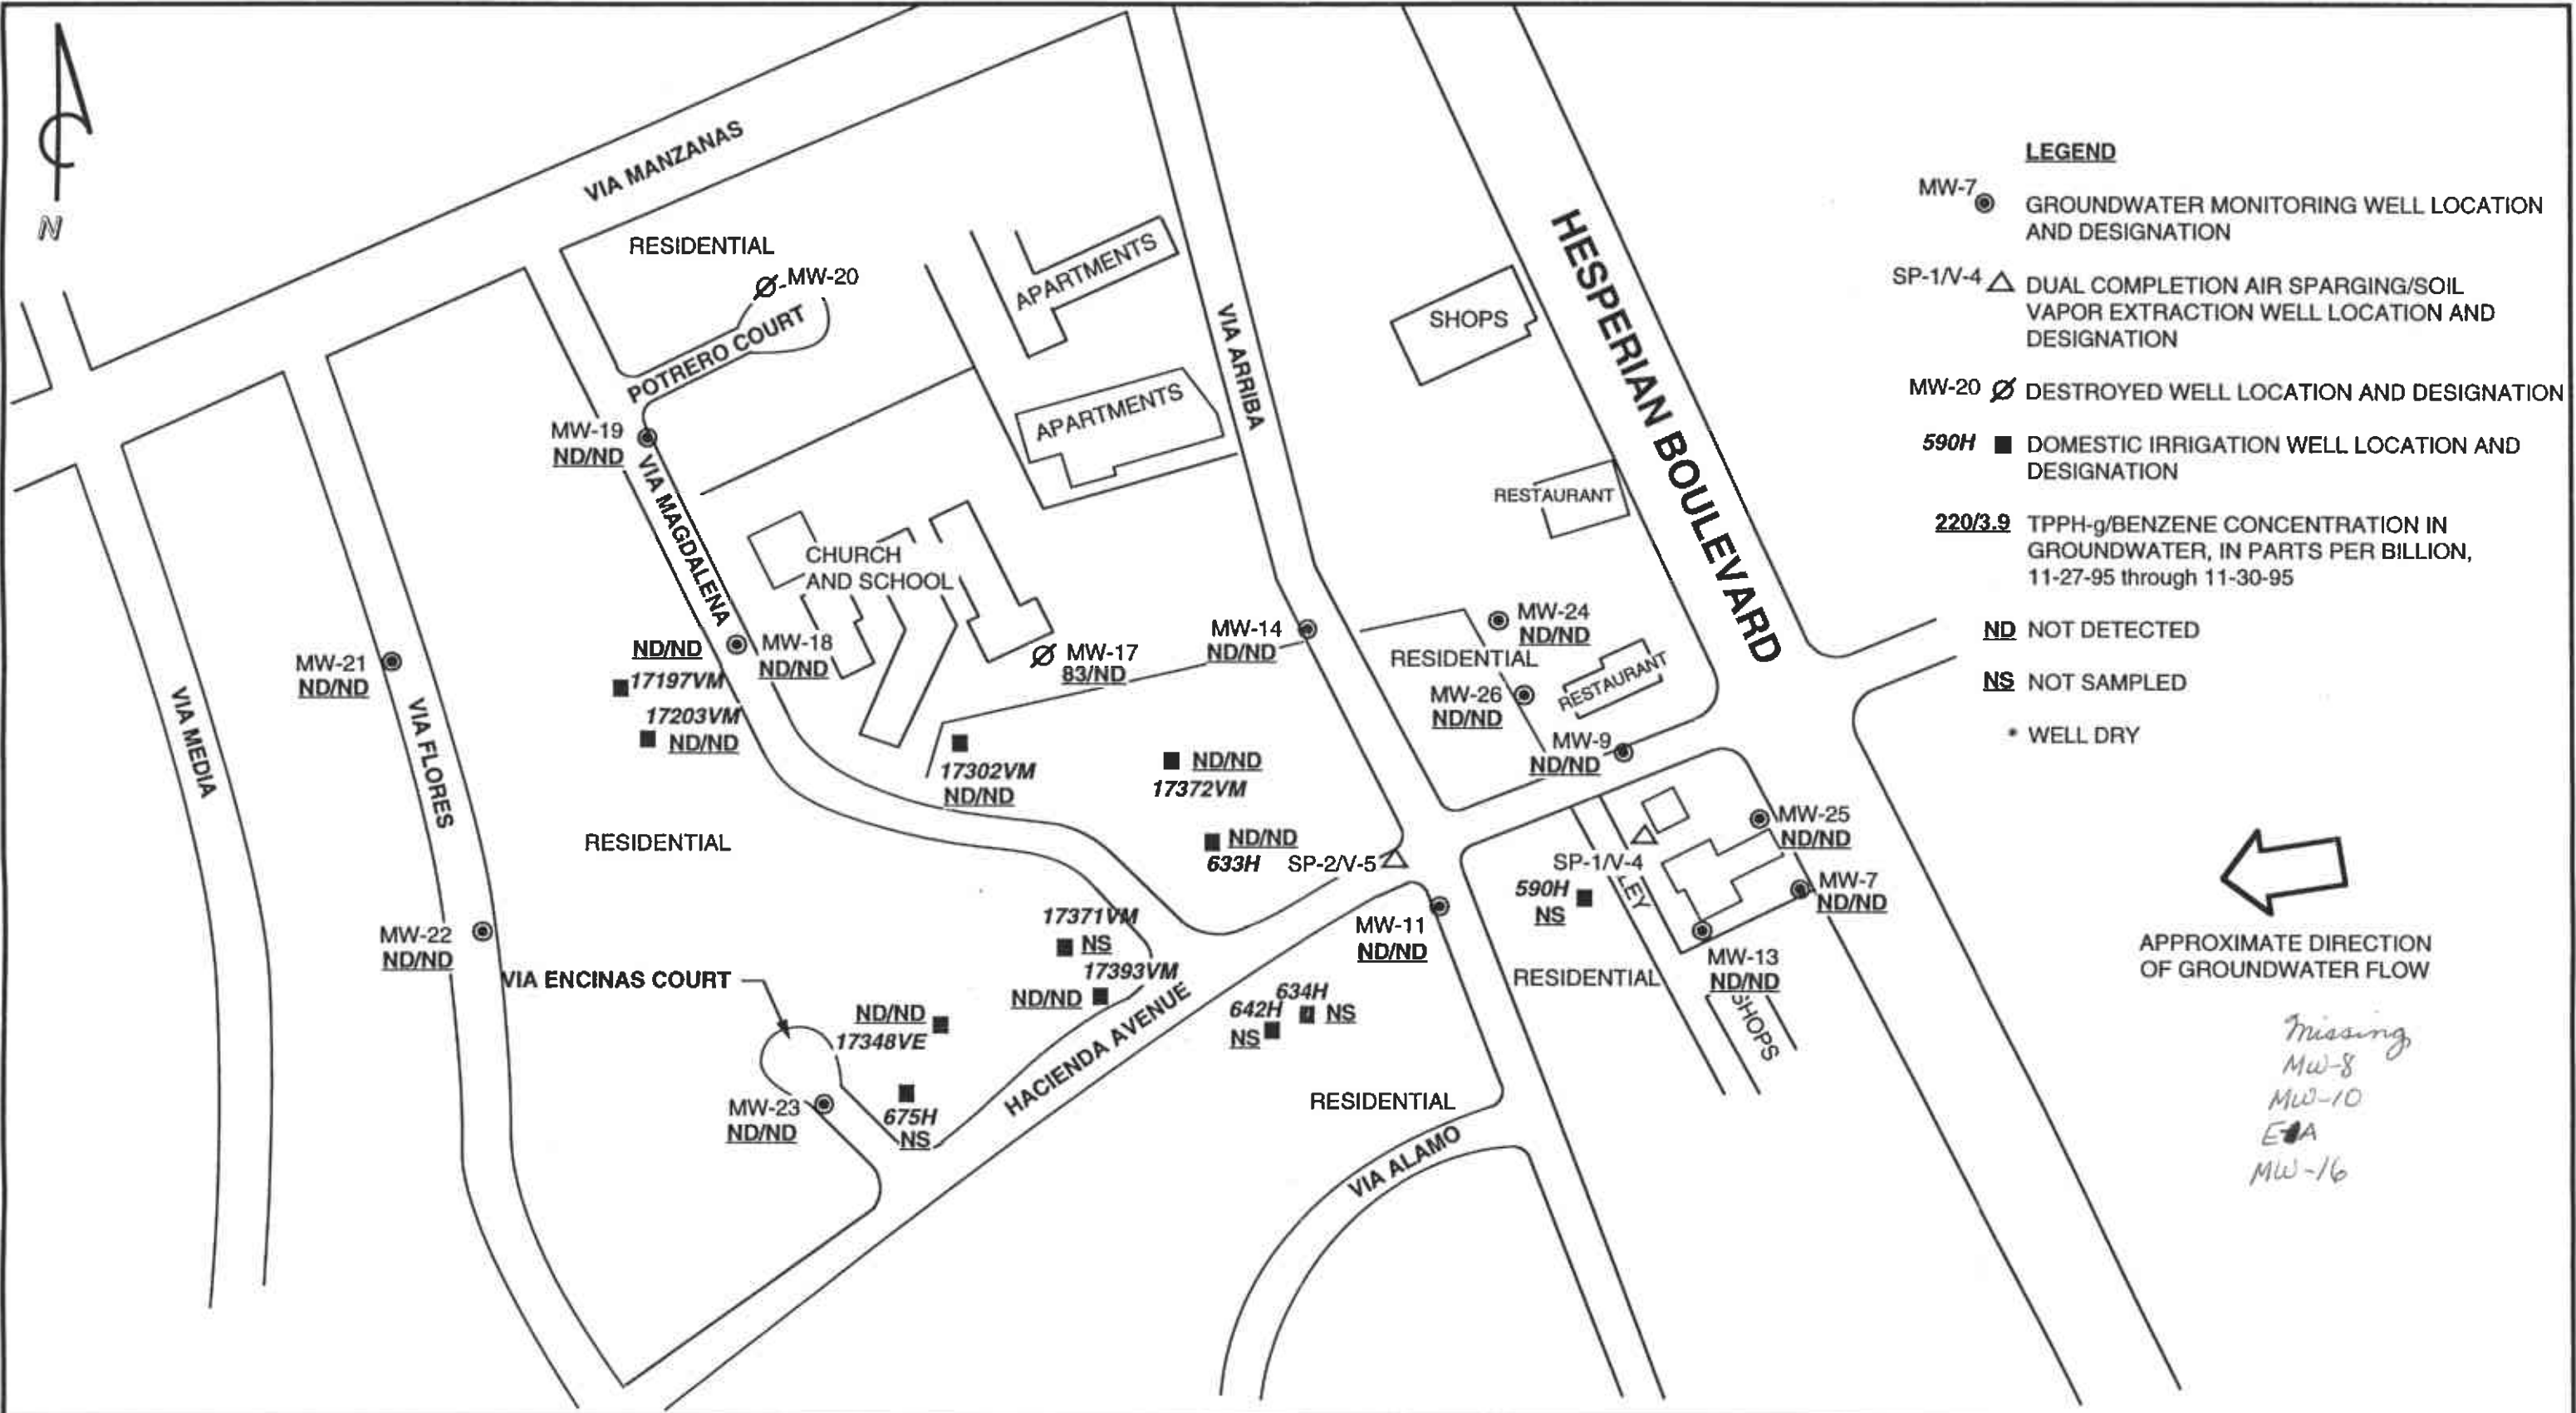 N
VIA MANZANAS
RESIDENTIAL
MW-20
POTRERO COURT
APARTMENTS
APARTMENTS
VIA ARRIBA
SHOPS
HESPERIAN BOULEVARD
RESTAURANT
MW-19
ND/ND
VIA MAGDALENA
CHURCH
AND SCHOOL
MW-18
ND/ND
MW-17
83/ND
MW-14
ND/ND
MW-24
ND/ND
RESIDENTIAL
RESTAURANT
MW-26
ND/ND
MW-9
ND/ND
MW-21
ND/ND
VIA MEDIA
VIA FLORES
ND/ND
17197VM
17203VM
ND/ND
17302VM
ND/ND
ND/ND
17372VM
RESIDENTIAL
ND/ND
633H
SP-2/V-5
SP-1/V-4
LEY
590H
NS
MW-25
ND/ND
MW-7
ND/ND
MW-13
ND/ND
SHOPS
RESIDENTIAL
MW-11
ND/ND
MW-22
ND/ND
VIA ENCINAS COURT
17371VM
NS
17393VM
ND/ND
ND/ND
17348VE
634H
NS
642H
NS
HACIENDA AVENUE
MW-23
ND/ND
675H
NS
RESIDENTIAL
VIA ALAMO
LEGEND
MW-7
GROUNDWATER MONITORING WELL LOCATION
AND DESIGNATION
SP-1/V-4
DUAL COMPLETION AIR SPARGING/SOIL
VAPOR EXTRACTION WELL LOCATION AND
DESIGNATION
MW-20
DESTROYED WELL LOCATION AND DESIGNATION
590H
DOMESTIC IRRIGATION WELL LOCATION AND
DESIGNATION
220/3.9
TPPH-g/BENZENE CONCENTRATION IN
GROUNDWATER, IN PARTS PER BILLION,
11-27-95 through 11-30-95
ND NOT DETECTED
NS NOT SAMPLED
* WELL DRY
APPROXIMATE DIRECTION
OF GROUNDWATER FLOW
Missing
MW-8
MW-10
MW-16